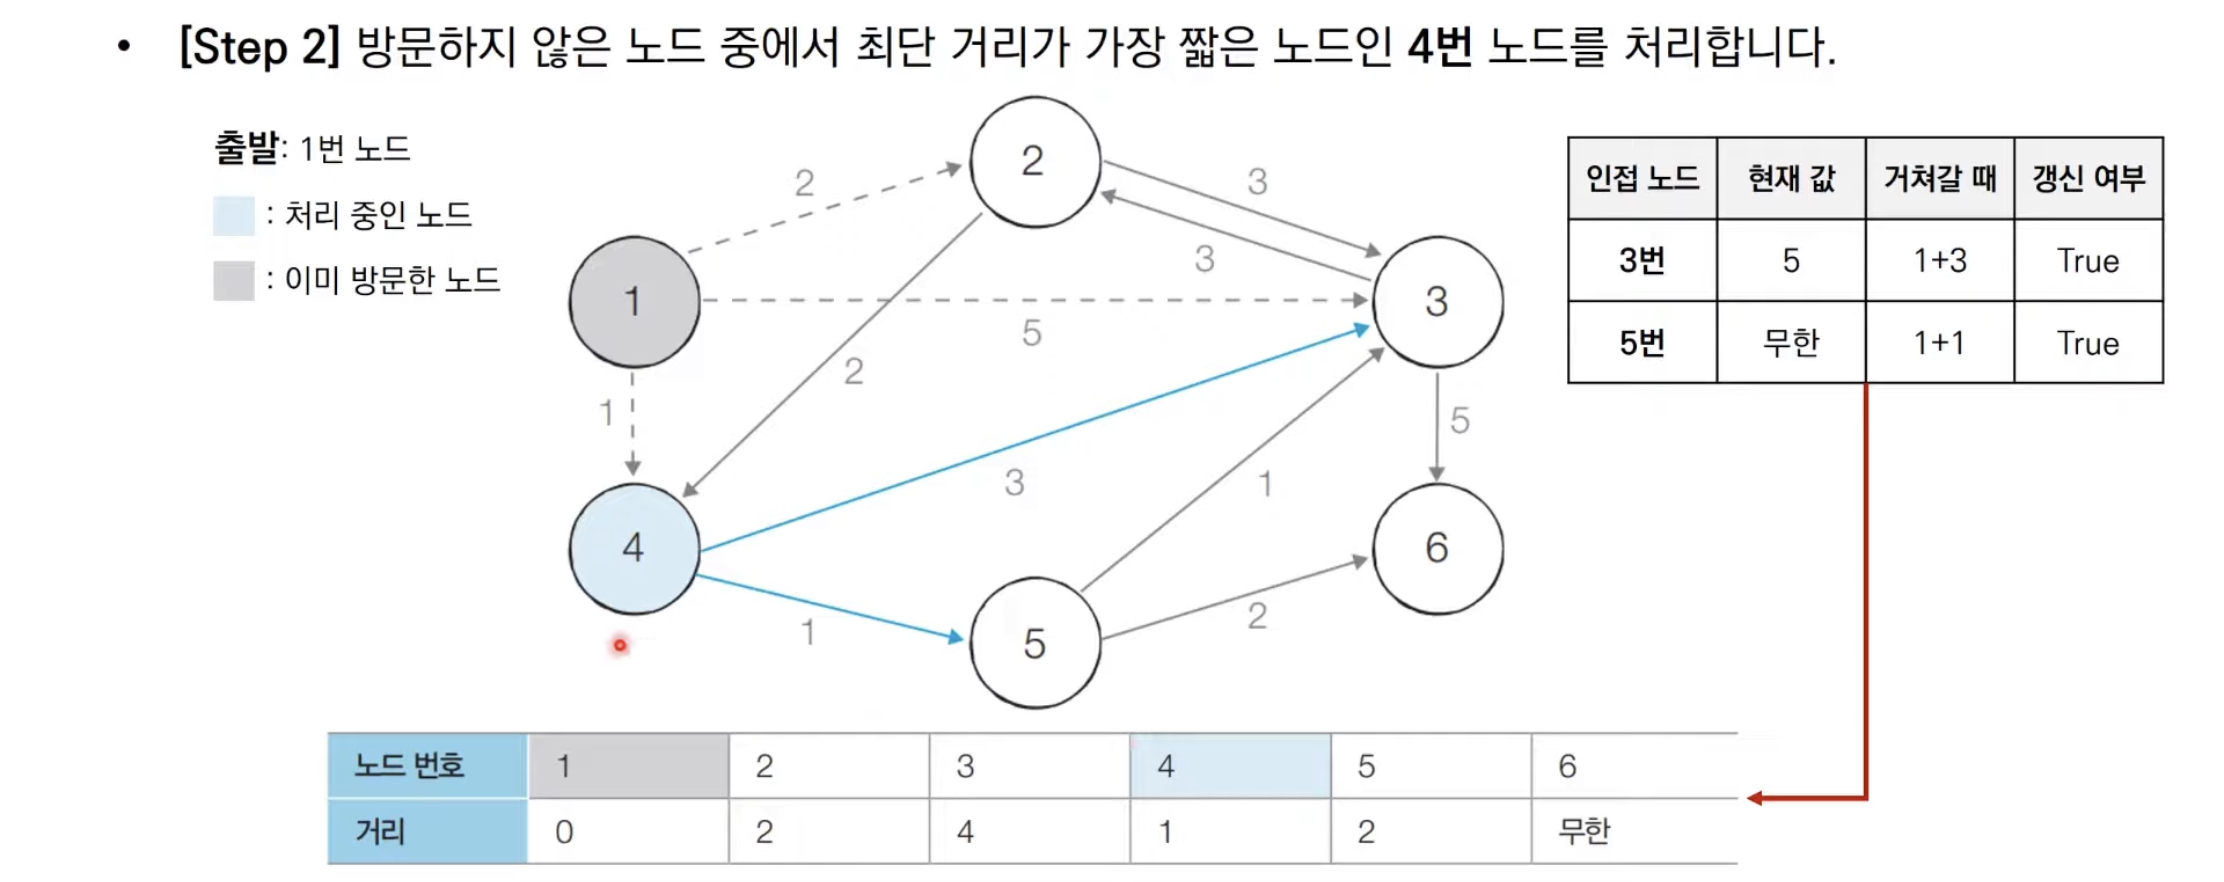 • [Step 2] 방문하지 않은 노드 중에서 최단 거리가 가장 짧은 노드인 4번 노드를 처리합니다.
출발: 1번 노드
: 처리 중인 노드
: 이미 방문한 노드
인접 노드 현재 값 거쳐갈 때 갱신 여부
3번 5 1+3 True
5번 무한 1+1 True
2
2
3
3
1
3
5
2
1
5
3
1
4
6
5
2
1
노드 번호 1 2 3 4 5 6
거리 0 2 4 1 2 무한